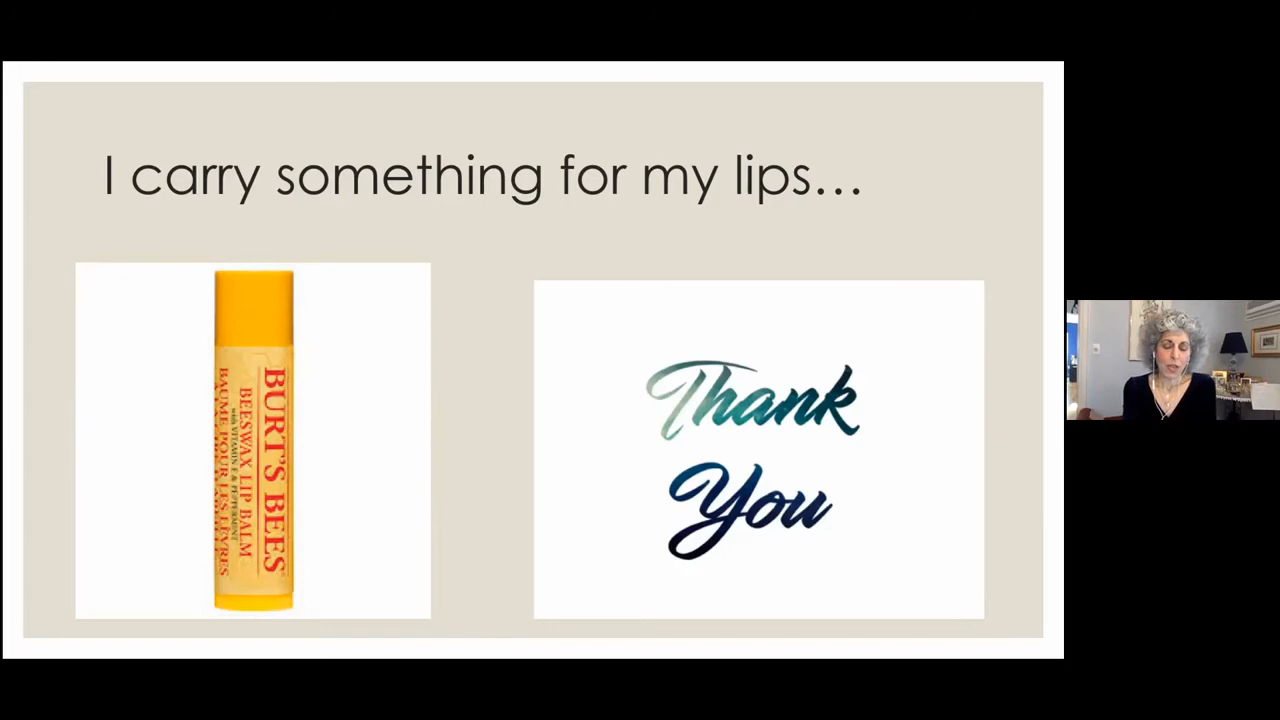 I carry something for my lips…
BURT'S BEES
BEESWAX LIP BALM
with VITAMIN E & PEPPERMINT
BAUME POUR LES LÈVRES
Thank
You